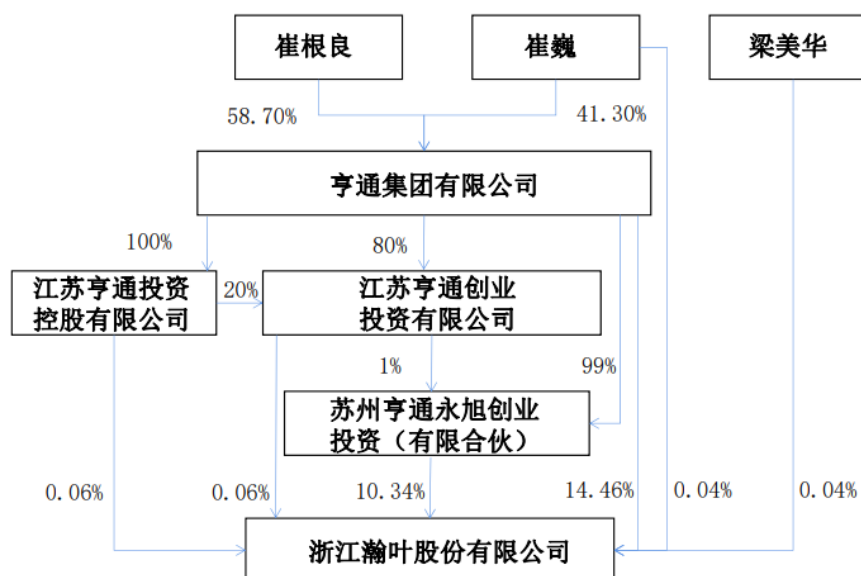 崔根良
崔巍
梁美华
58.70%
41.30%
亨通集团有限公司
100%
80%
江苏亨通投资
控股有限公司
20%
江苏亨通创业
投资有限公司
1%
99%
苏州亨通永旭创业
投资（有限合伙）
0.06%
0.06%
10.34%
14.46%
0.04%
0.04%
浙江瀚叶股份有限公司